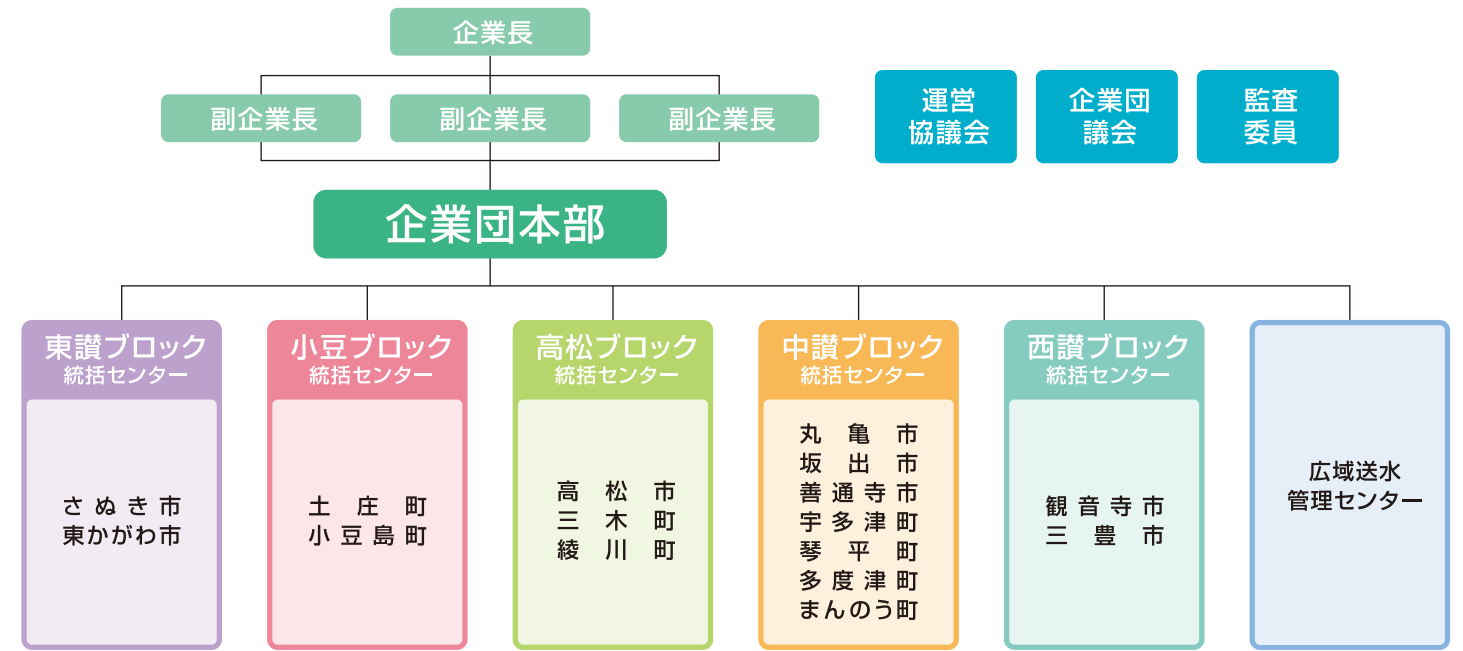 企業長
副企業長
副企業長
副企業長
運営
協議会
企業団
議会
監査
委員
企業団本部
東讃ブロック
統括センター
さぬき市
東かがわ市
小豆ブロック
統括センター
土庄町
小豆島町
高松ブロック
統括センター
高松市
三木町
綾川町
中讃ブロック
統括センター
丸亀市
坂出市
善通寺市
宇多津町
琴平町
多度津町
まんのう町
西讃ブロック
統括センター
観音寺市
三豊市
広域送水
管理センター